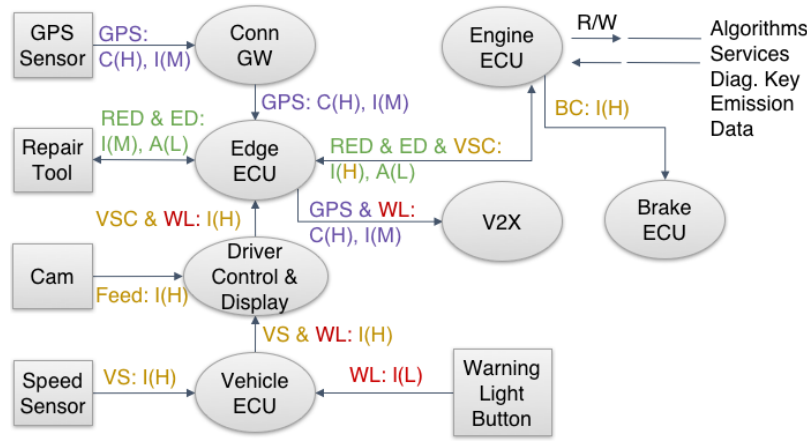 GPS
Sensor
GPS:
C(H), I(M)
Conn
GW
Engine
ECU
R/W
Algorithms
Services
Diag. Key
Emission
Data
GPS: C(H), I(M)
BC: I(H)
Repair
Tool
RED & ED:
I(M), A(L)
Edge
ECU
RED & ED & VSC:
I(H), A(L)
VSC & WL: I(H)
GPS & WL:
C(H), I(M)
V2X
Brake
ECU
Cam
Feed: I(H)
Driver
Control &
Display
VS & WL: I(H)
Speed
Sensor
VS: I(H)
Vehicle
ECU
WL: I(L)
Warning
Light
Button